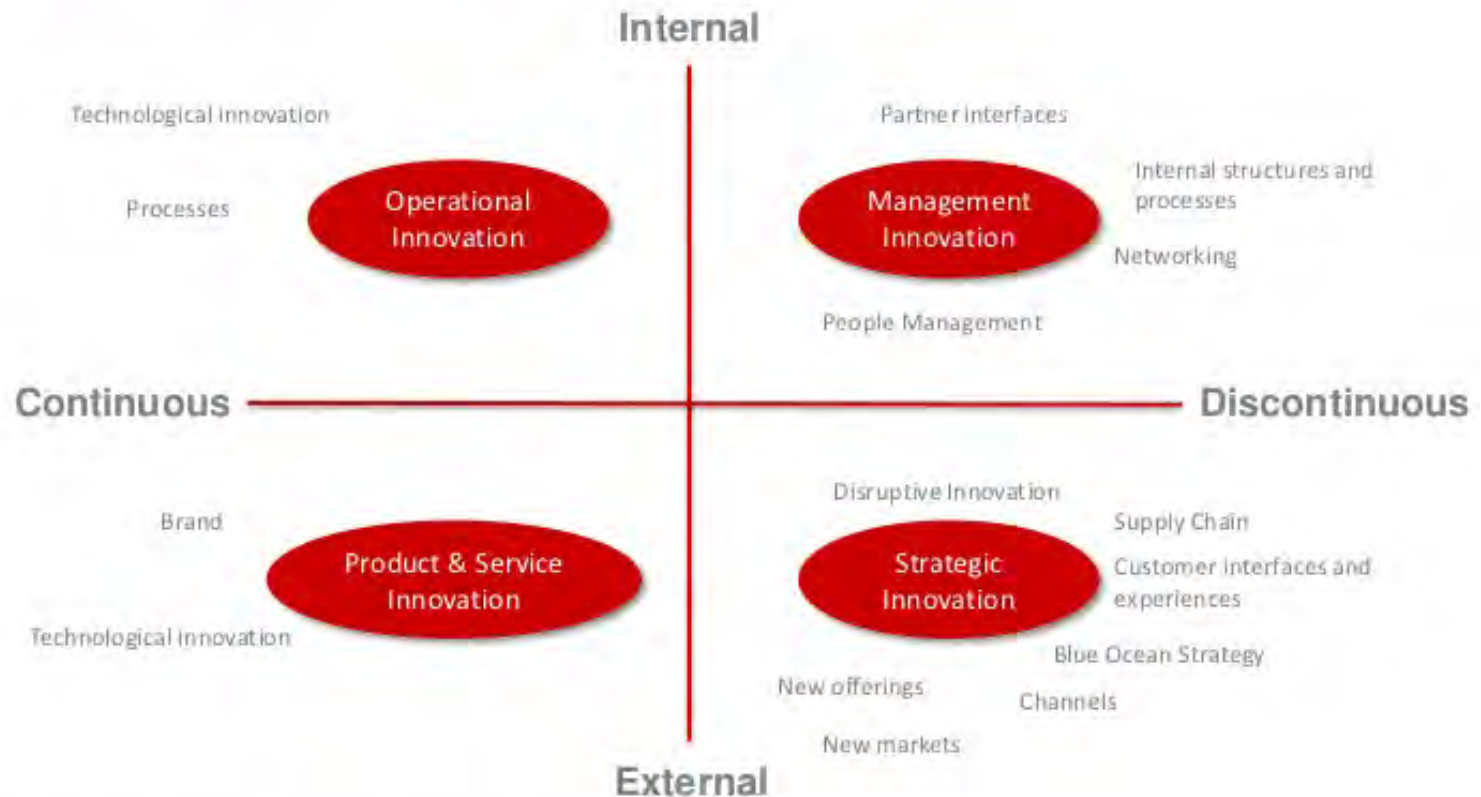 Internal
Technological innovation
Partner interfaces
Internal structures and
processes
Processes
Operational
Innovation
Management
Innovation
Networking
People Management
Continuous
Discontinuous
Disruptive Innovation
Brand
Supply Chain
Product & Service
Innovation
Strategic
Innovation
Customer interfaces and
experiences
Technological innovation
Blue Ocean Strategy
New offerings
Channels
New markets
External